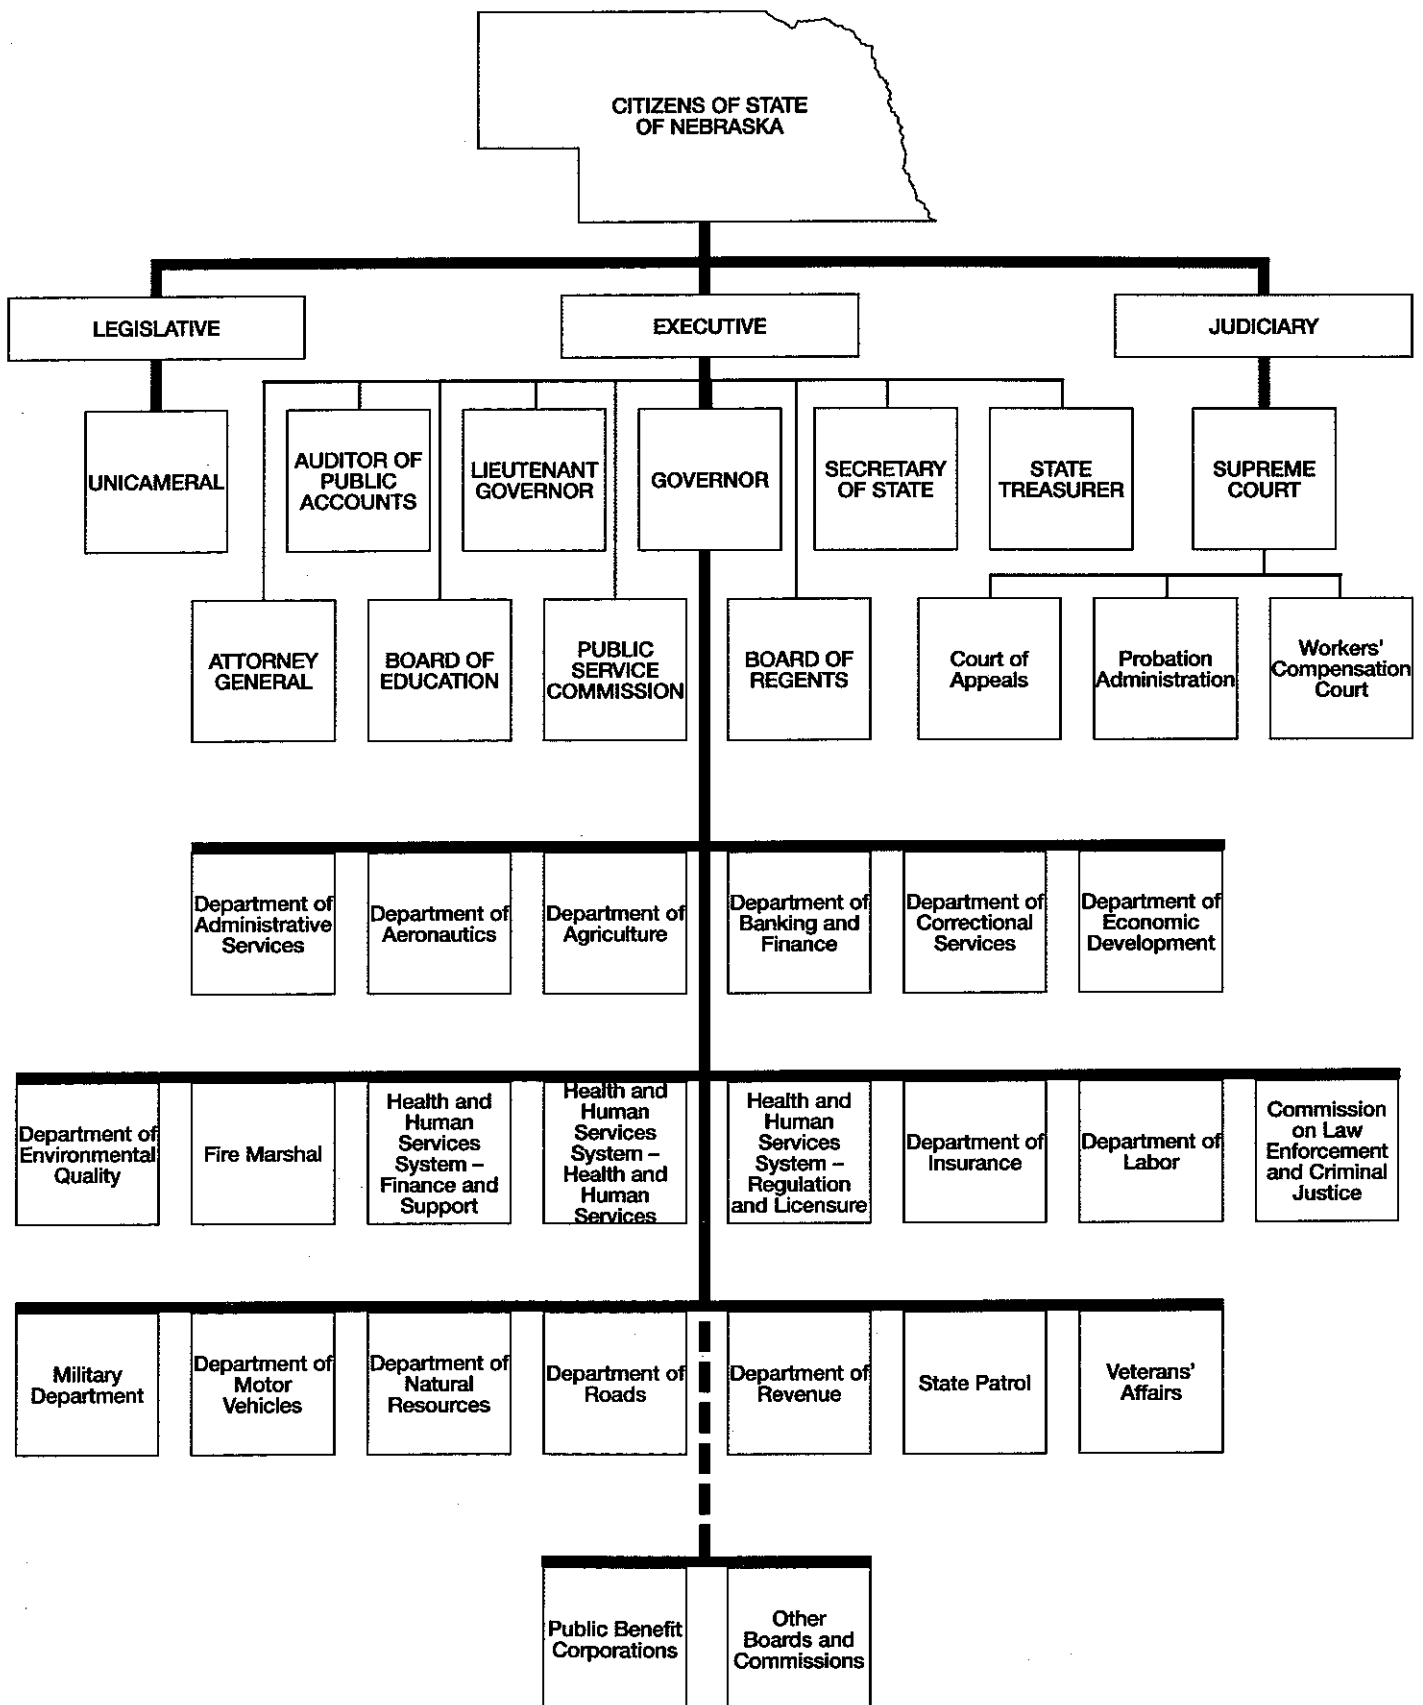 CITIZENS OF STATE
OF NEBRASKA
LEGISLATIVE
EXECUTIVE
JUDICIARY
UNICAMERAL
AUDITOR OF
PUBLIC
ACCOUNTS
LIEUTENANT
GOVERNOR
GOVERNOR
SECRETARY
OF STATE
STATE
TREASURER
SUPREME
COURT
ATTORNEY
GENERAL
BOARD OF
EDUCATION
PUBLIC
SERVICE
COMMISSION
BOARD OF
REGENTS
Court of
Appeals
Probation
Administration
Workers'
Compensation
Court
Department of
Administrative
Services
Department of
Aeronautics
Department of
Agriculture
Department of
Banking and
Finance
Department of
Correctional
Services
Department of
Economic
Development
Department of
Environmental
Quality
Fire Marshal
Health and
Human
Services
System –
Finance and
Support
Health and
Human
Services
System –
Health and
Human
Services
Health and
Human
Services
System –
Regulation
and Licensure
Department of
Insurance
Department of
Labor
Commission
on Law
Enforcement
and Criminal
Justice
Military
Department
Department of
Motor
Vehicles
Department of
Natural
Resources
Department of
Roads
Department of
Revenue
State Patrol
Veterans'
Affairs
Public Benefit
Corporations
Other
Boards and
Commissions